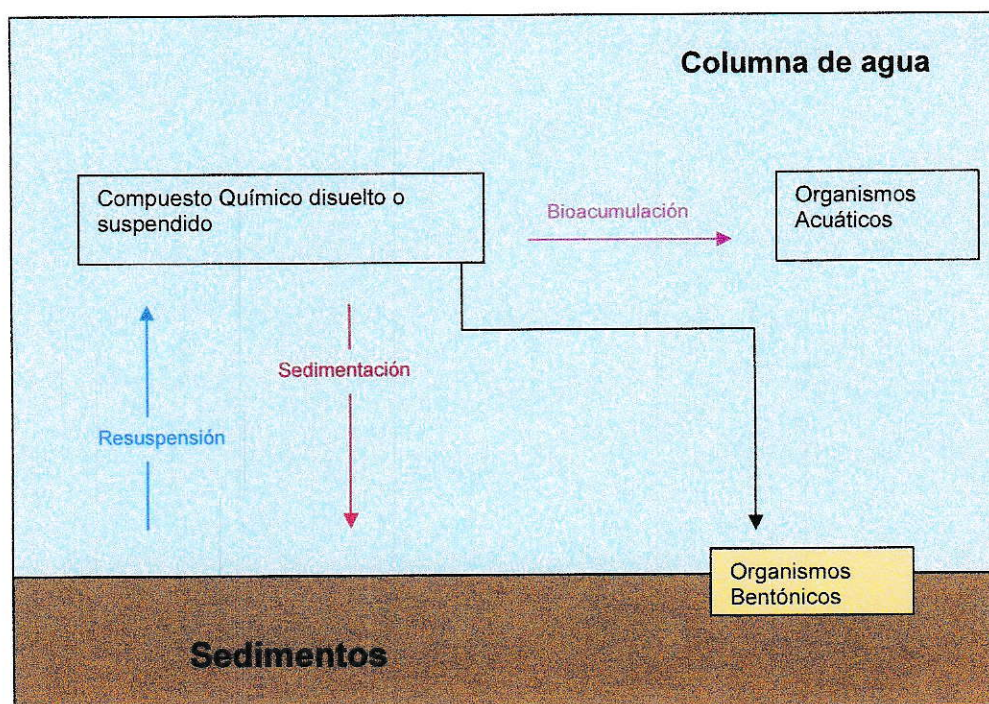 Columna de agua
Compuesto Químico disuelto o
suspendido
Bioacumulación
Organismos
Acuáticos
Sedimentación
Resuspensión
Organismos
Bentónicos
Sedimentos